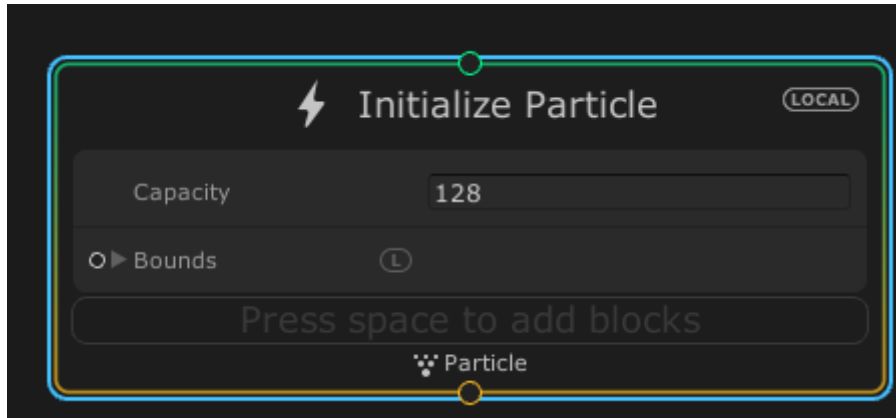 Initialize Particle
LOCAL
Capacity
128
Bounds
L
Press space to add blocks
Particle